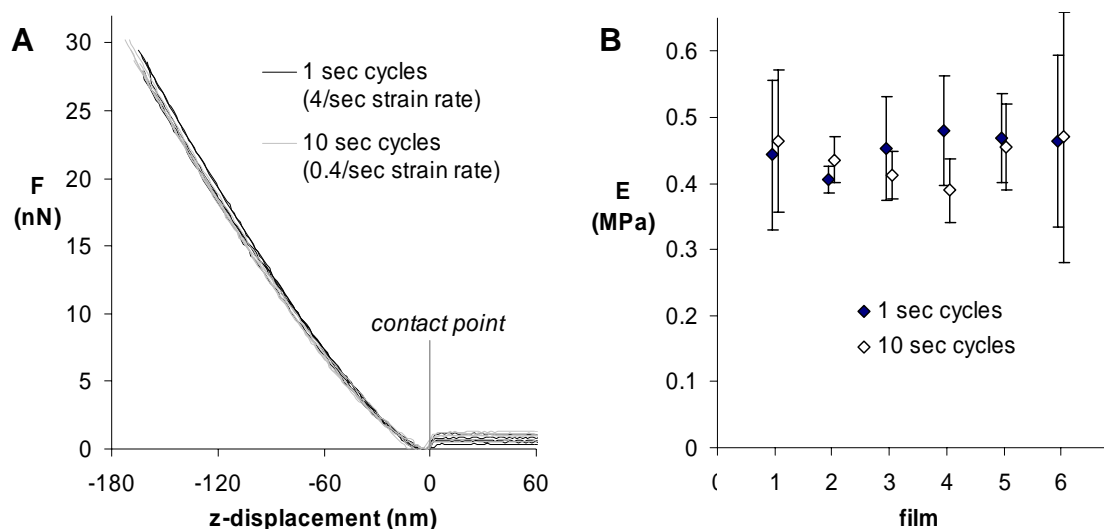 A
30
25
20
15
10
5
0
F
(nN)
1 sec cycles
(4/sec strain rate)
10 sec cycles
(0.4/sec strain rate)
contact point
-180
-120
-60
0
60
z-displacement (nm)
B
0.6
0.5
0.4
0.3
0.2
0.1
0
E
(MPa)
1 sec cycles
10 sec cycles
1
2
3
4
5
6
film